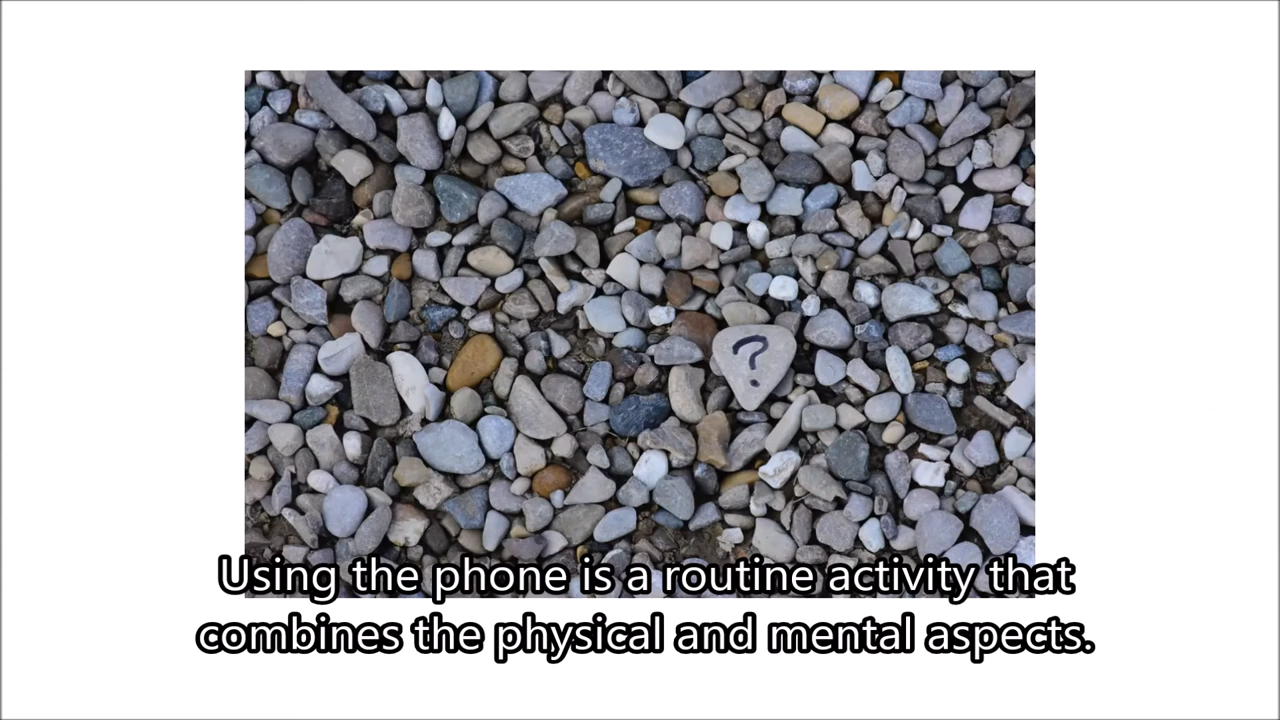 ?
Using the phone is a routine activity that
combines the physical and mental aspects.